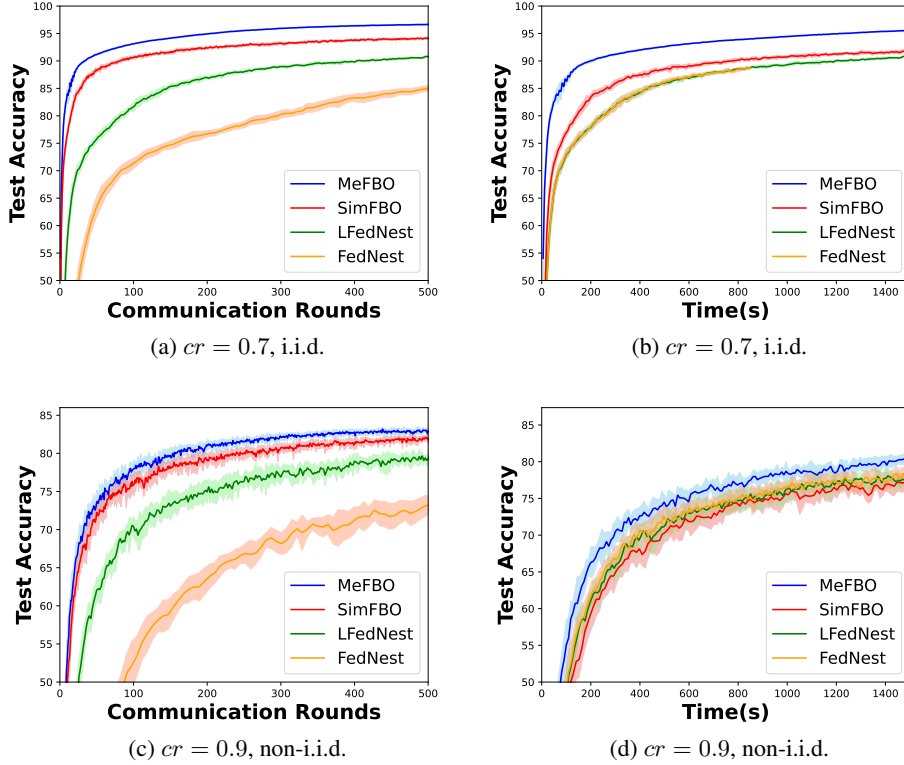 100
95
90
85
80
75
70
65
60
55
50
0
100
200
300
400
500
Test Accuracy
Communication Rounds
MeFBO
SimFBO
LFedNest
FedNest
(a) cr = 0.7, i.i.d.
100
95
90
85
80
75
70
65
60
55
50
0
200
400
600
800
1000
1200
1400
Test Accuracy
Time(s)
MeFBO
SimFBO
LFedNest
FedNest
(b) cr = 0.7, i.i.d.
85
80
75
70
65
60
55
50
0
100
200
300
400
500
Test Accuracy
Communication Rounds
MeFBO
SimFBO
LFedNest
FedNest
(c) cr = 0.9, non-i.i.d.
85
80
75
70
65
60
55
50
0
200
400
600
800
1000
1200
1400
Test Accuracy
Time(s)
MeFBO
SimFBO
LFedNest
FedNest
(d) cr = 0.9, non-i.i.d.